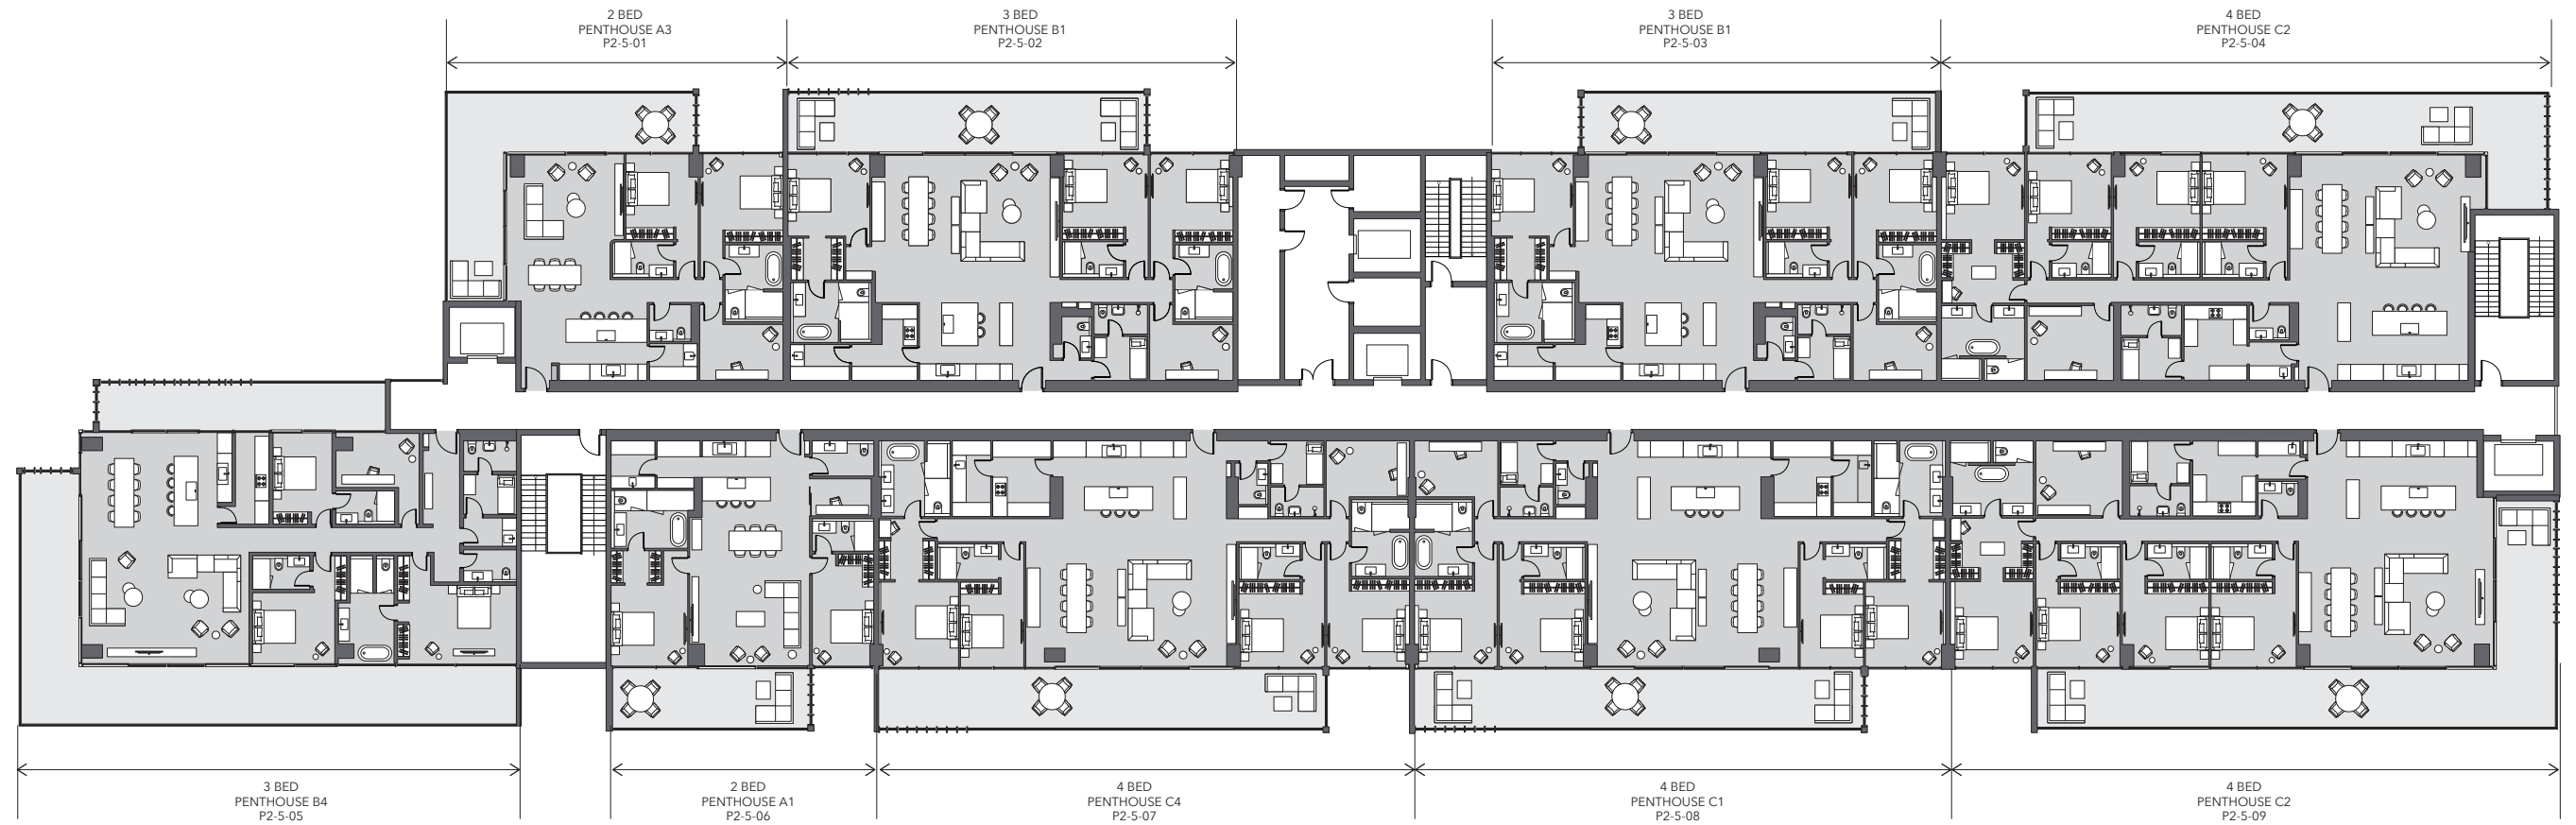 2 BED
PENTHOUSE A3
P2-5-01
3 BED
PENTHOUSE B1
P2-5-02
3 BED
PENTHOUSE B1
P2-5-03
4 BED
PENTHOUSE C2
P2-5-04
3 BED
PENTHOUSE B4
P2-5-05
2 BED
PENTHOUSE A1
P2-5-06
4 BED
PENTHOUSE C4
P2-5-07
4 BED
PENTHOUSE C1
P2-5-08
4 BED
PENTHOUSE C2
P2-5-09